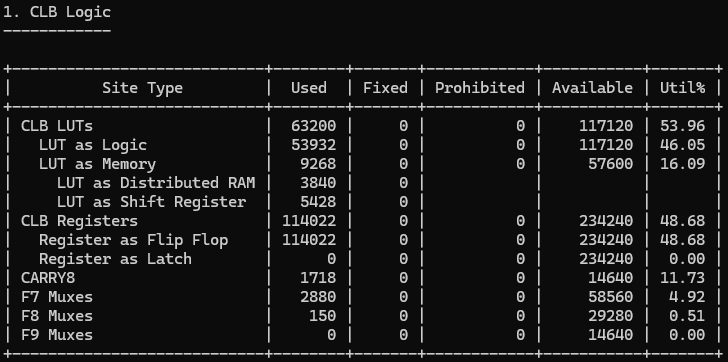 1. CLB Logic
------------

+----------------------------+--------+-------+------------+-----------+-------+
|          Site Type         |  Used  | Fixed | Prohibited | Available | Util% |
+----------------------------+--------+-------+------------+-----------+-------+
| CLB LUTs                   |  63200 |     0 |          0 |    117120 | 53.96 |
|   LUT as Logic             |  53932 |     0 |          0 |    117120 | 46.05 |
|   LUT as Memory            |   9268 |     0 |          0 |     57600 | 16.09 |
|     LUT as Distributed RAM |   3840 |     0 |            |           |       |
|     LUT as Shift Register  |   5428 |     0 |            |           |       |
| CLB Registers              | 114022 |     0 |          0 |    234240 | 48.68 |
|   Register as Flip Flop    | 114022 |     0 |          0 |    234240 | 48.68 |
|   Register as Latch        |      0 |     0 |          0 |    234240 |  0.00 |
| CARRY8                     |   1718 |     0 |          0 |     14640 | 11.73 |
| F7 Muxes                   |   2880 |     0 |          0 |     58560 |  4.92 |
| F8 Muxes                   |    150 |     0 |          0 |     29280 |  0.51 |
| F9 Muxes                   |      0 |     0 |          0 |     14640 |  0.00 |
+----------------------------+--------+-------+------------+-----------+-------+